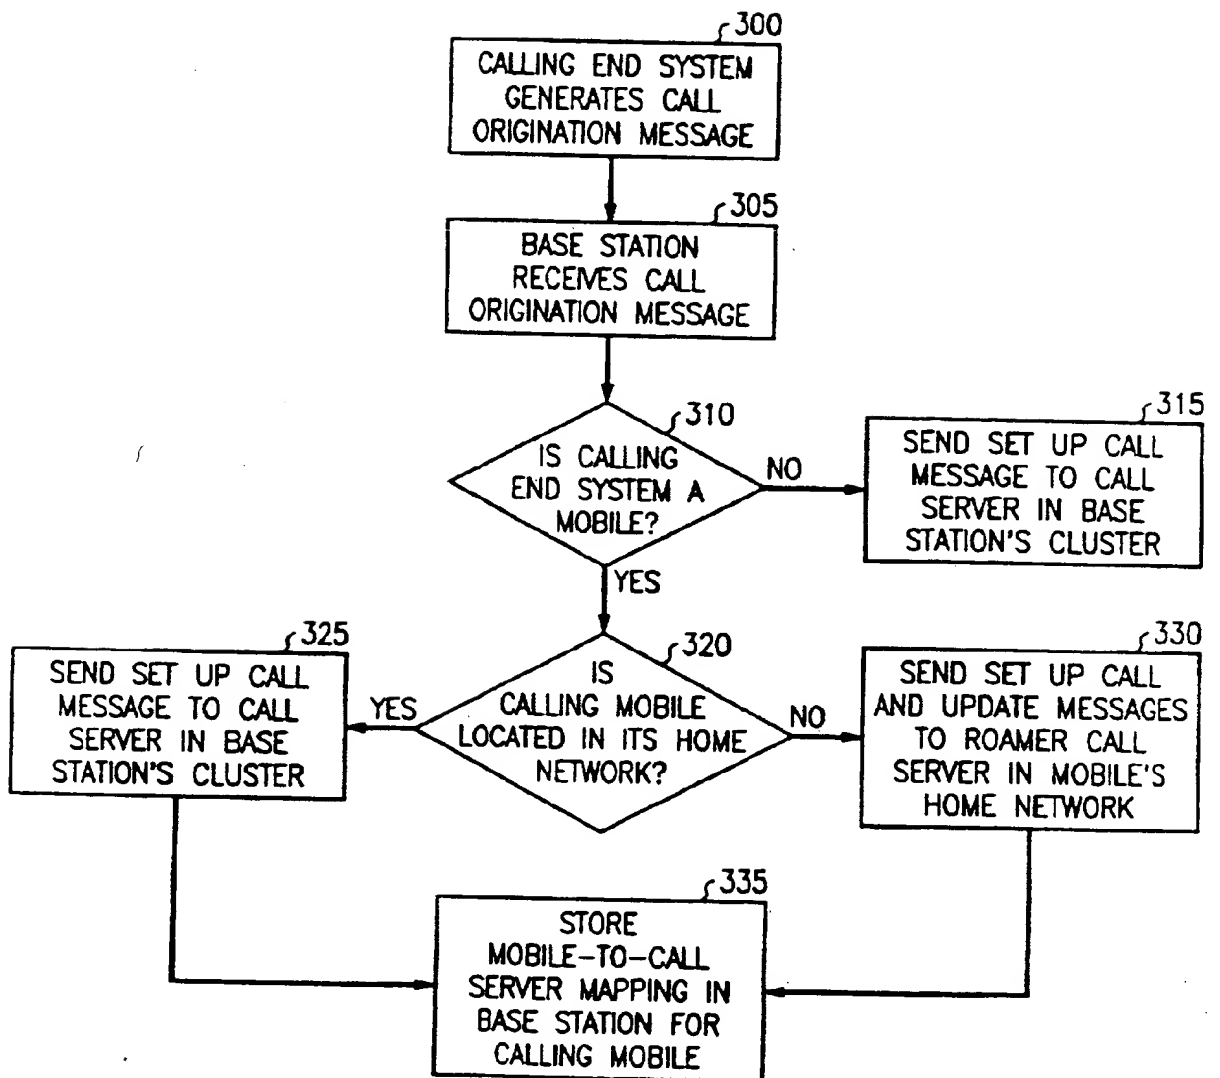 300
CALLING END SYSTEM
GENERATES CALL
ORIGINATION MESSAGE
305
BASE STATION
RECEIVES CALL
ORIGINATION MESSAGE
310
IS CALLING
END SYSTEM A
MOBILE?
NO
315
SEND SET UP CALL
MESSAGE TO CALL
SERVER IN BASE
STATION'S CLUSTER
YES
320
IS
CALLING MOBILE
LOCATED IN ITS HOME
NETWORK?
YES
325
SEND SET UP CALL
MESSAGE TO CALL
SERVER IN BASE
STATION'S CLUSTER
NO
330
SEND SET UP CALL
AND UPDATE MESSAGES
TO ROAMER CALL
SERVER IN MOBILE'S
HOME NETWORK
335
STORE
MOBILE-TO-CALL
SERVER MAPPING IN
BASE STATION FOR
CALLING MOBILE